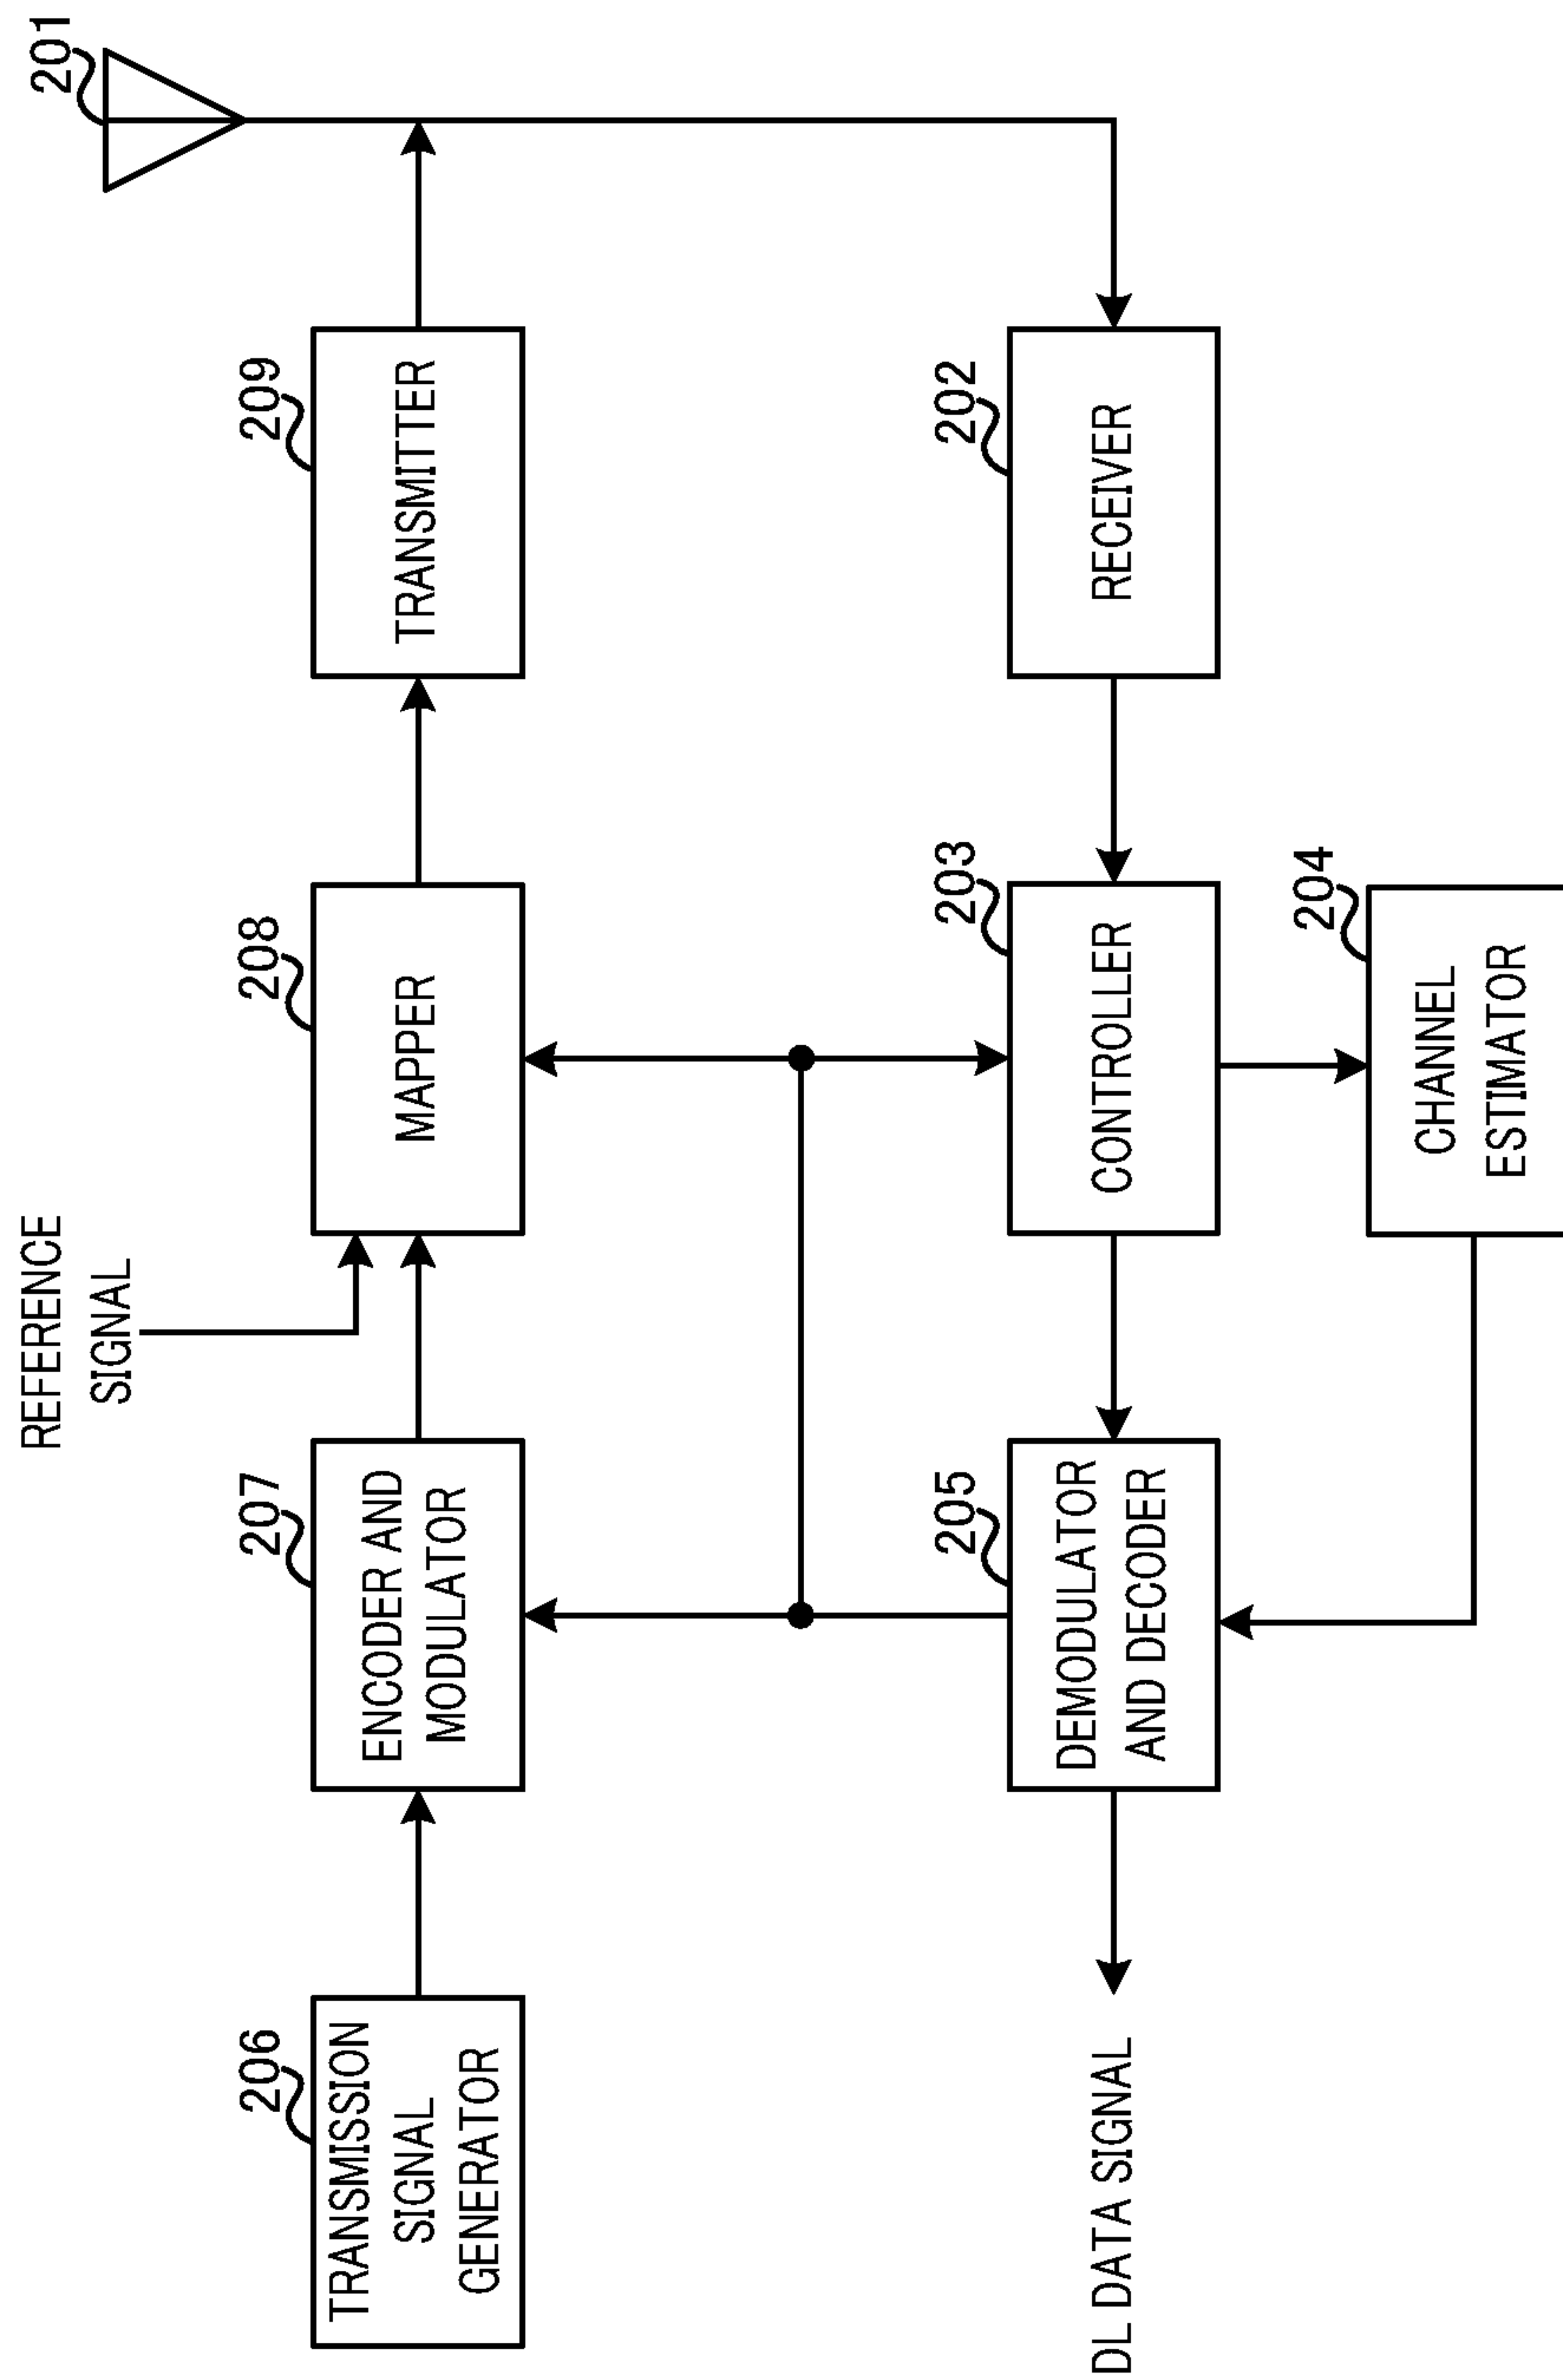 201
206
TRANSMISSION
SIGNAL
GENERATOR
207
ENCODER AND
MODULATOR
REFERENCE
SIGNAL
208
MAPPER
209
TRANSMITTER
205
DEMODULATOR
AND DECODER
203
CONTROLLER
202
RECEIVER
DL DATA SIGNAL
204
CHANNEL
ESTIMATOR